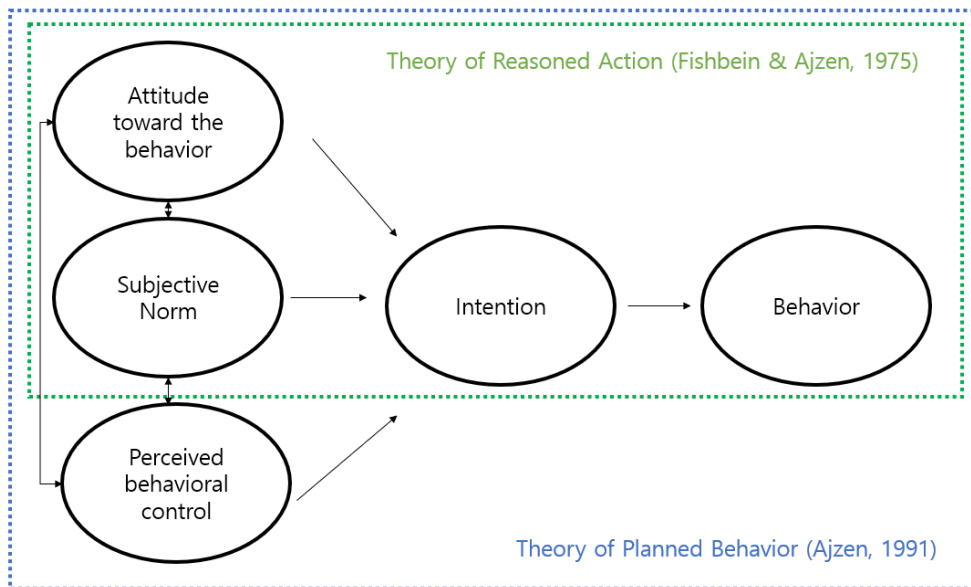 Theory of Reasoned Action (Fishbein & Ajzen, 1975)
Attitude
toward the
behavior
Subjective
Norm
Intention
Behavior
Perceived
behavioral
control
Theory of Planned Behavior (Ajzen, 1991)